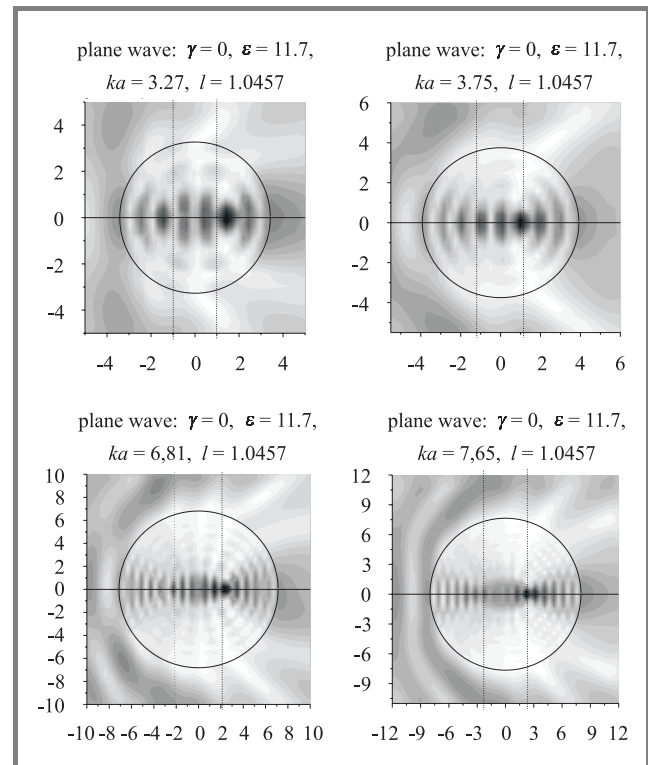 plane wave: γ = 0, ε = 11.7,
ka = 3.27, l = 1.0457
4
2
0
-2
-4
-4 -2 0 2 4
plane wave: γ = 0, ε = 11.7,
ka = 3.75, l = 1.0457
6
4
2
0
-2
-4
-4 -2 0 2 4 6
plane wave: γ = 0, ε = 11.7,
ka = 6,81, l = 1.0457
10
8
6
4
2
0
-2
-4
-6
-8
-10
-10 -8 -6 -4 -2 0 2 4 6 8 10
plane wave: γ = 0, ε = 11.7,
ka = 7,65, l = 1.0457
12
9
6
3
0
-3
-6
-9
-12 -9 -6 -3 0 3 6 9 12